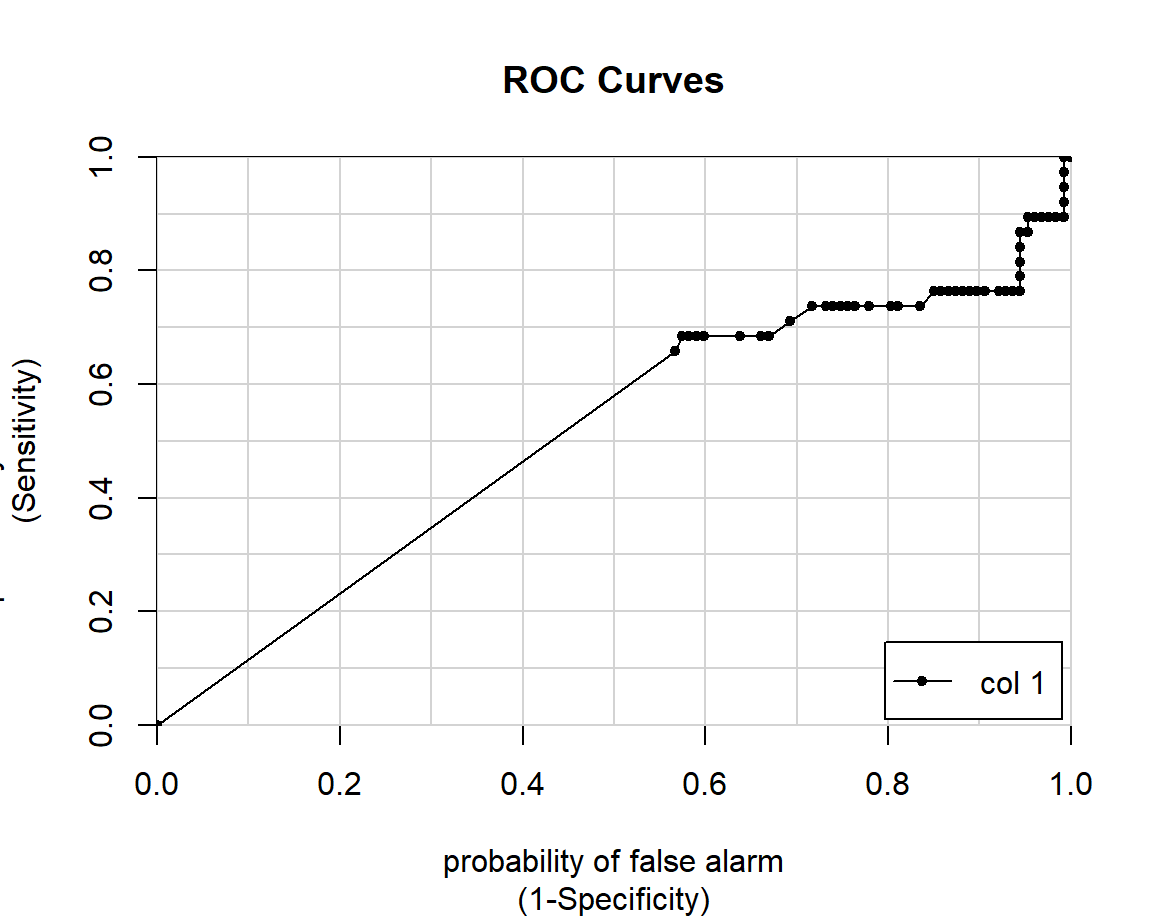 ROC Curves
(Sensitivity)
1.0
0.8
0.6
0.4
0.2
0.0
col 1
0.0 0.2 0.4 0.6 0.8 1.0
probability of false alarm
(1-Specificity)